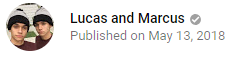 Lucas and Marcus
Published on May 13, 2018